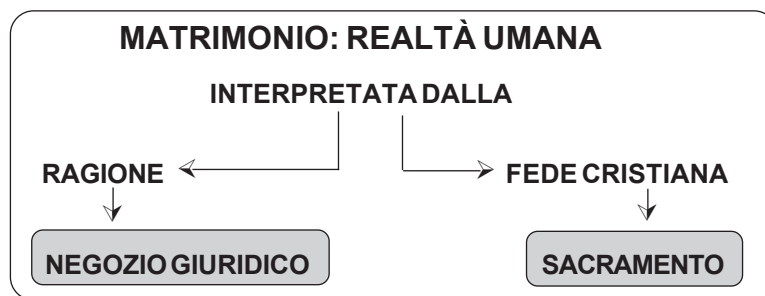 MATRIMONIO: REALTÀ UMANA
INTERPRETATA DALLA
RAGIONE FEDE CRISTIANA
NEGOZIO GIURIDICO SACRAMENTO